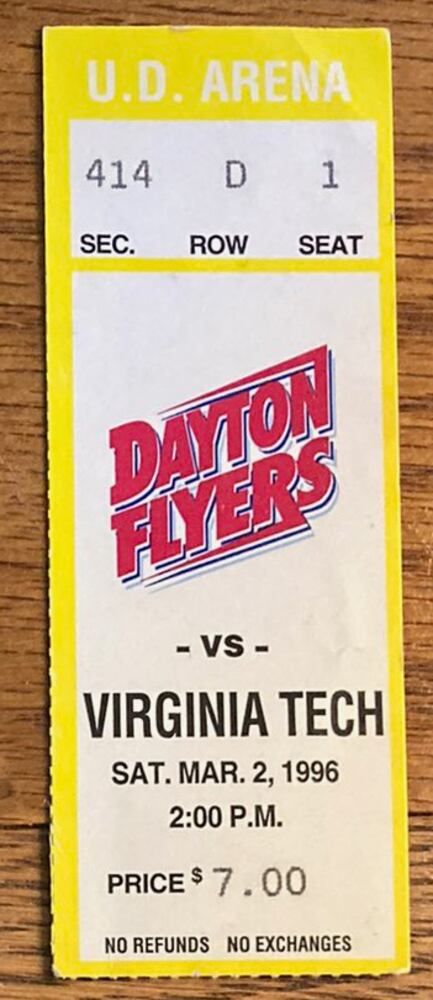 U.D. ARENA
414 D 1
SEC. ROW SEAT
DAYTON
FLYERS
- VS -
VIRGINIA TECH
SAT. MAR. 2, 1996
2:00 P.M.
PRICE $ 7.00
NO REFUNDS NO EXCHANGES